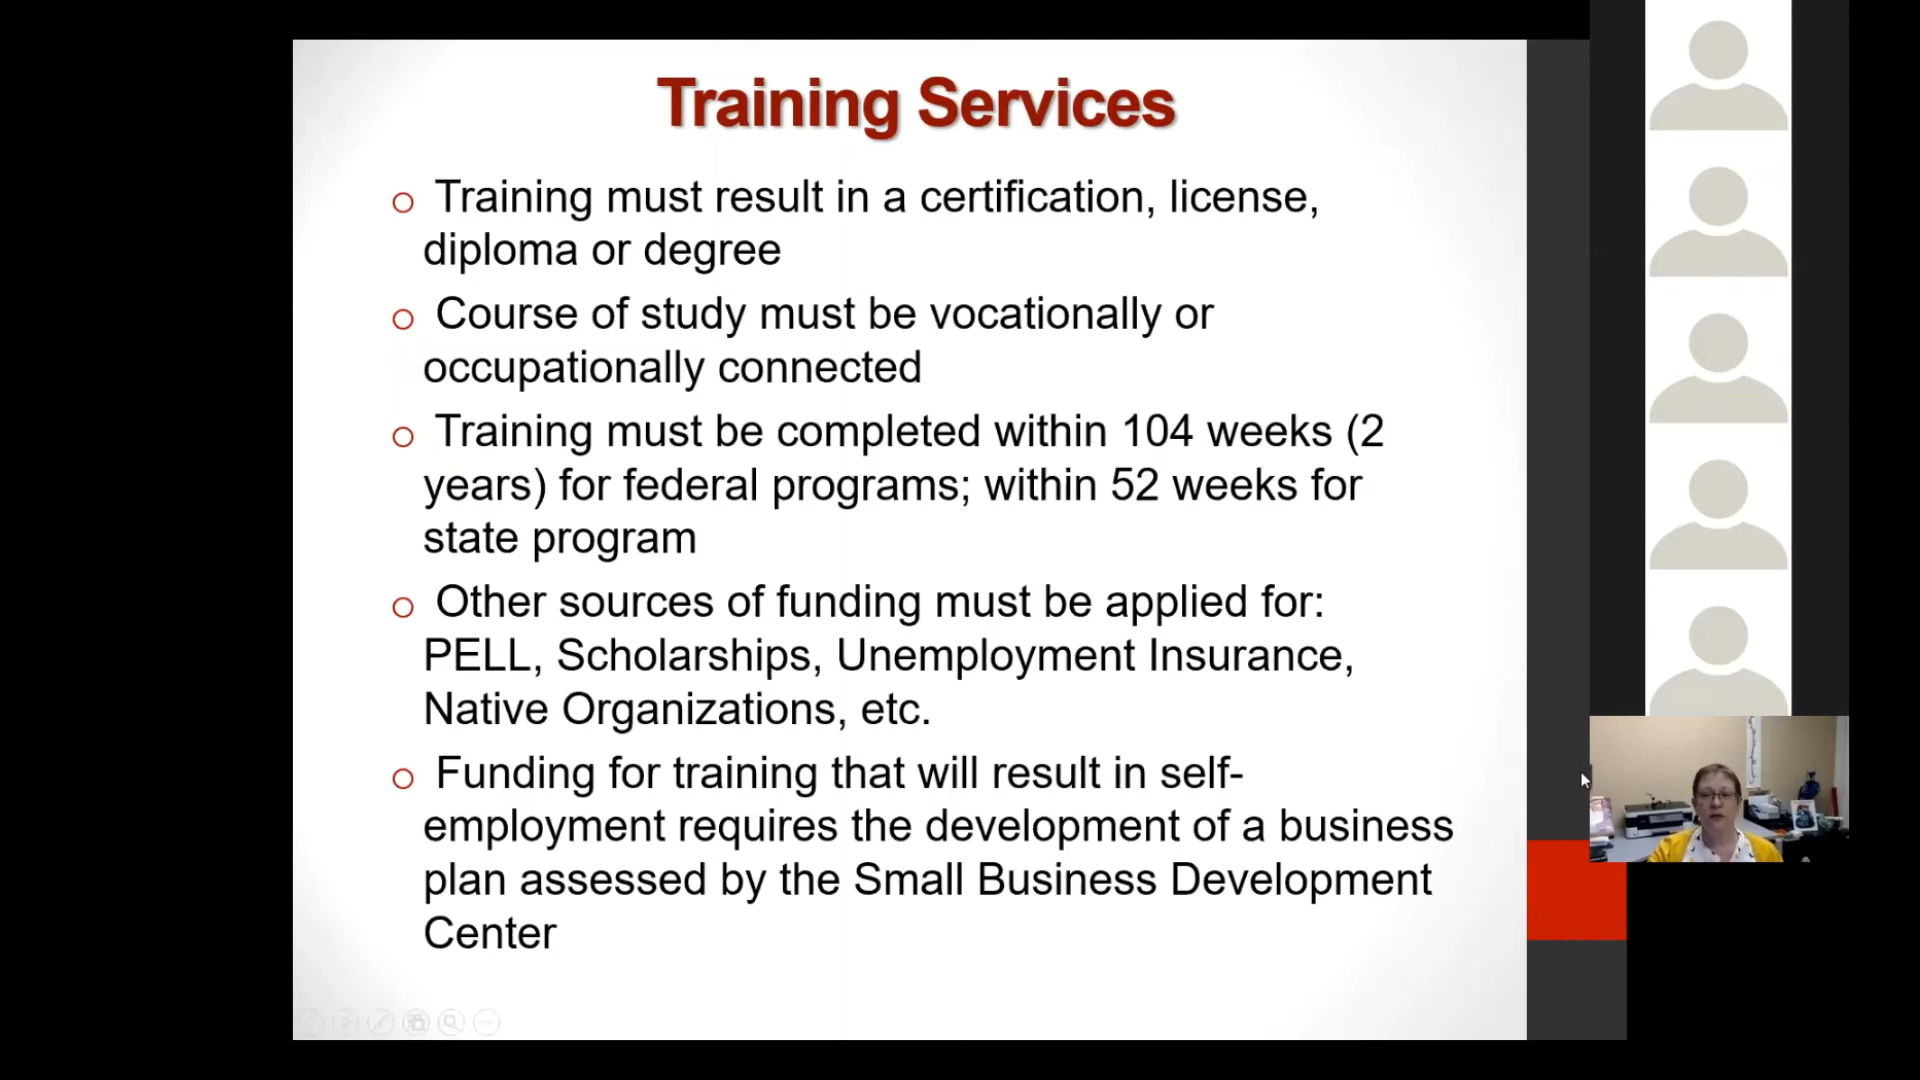 Training Services
Training must result in a certification, license,
diploma or degree
Course of study must be vocationally or
occupationally connected
Training must be completed within 104 weeks (2
years) for federal programs; within 52 weeks for
state program
Other sources of funding must be applied for:
PELL, Scholarships, Unemployment Insurance,
Native Organizations, etc.
Funding for training that will result in self-
employment requires the development of a business
plan assessed by the Small Business Development
Center